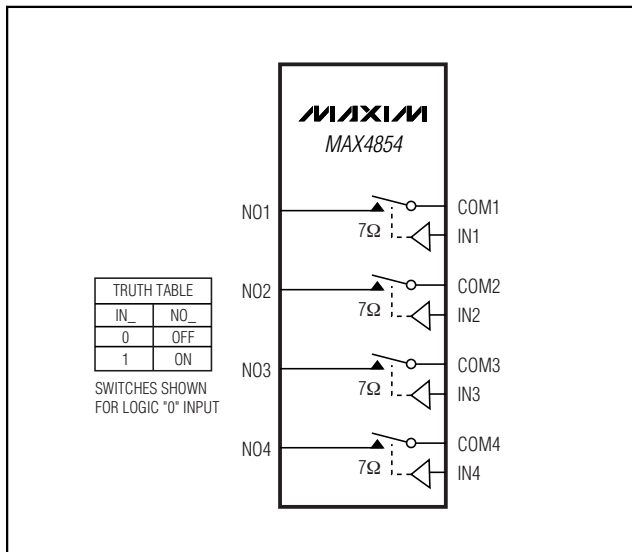 MAXIM
MAX4854
NO1
COM1
7Ω
IN1
NO2
COM2
7Ω
IN2
NO3
COM3
7Ω
IN3
NO4
COM4
7Ω
IN4
TRUTH TABLE
IN_ NO_
0 OFF
1 ON
SWITCHES SHOWN
FOR LOGIC "0" INPUT